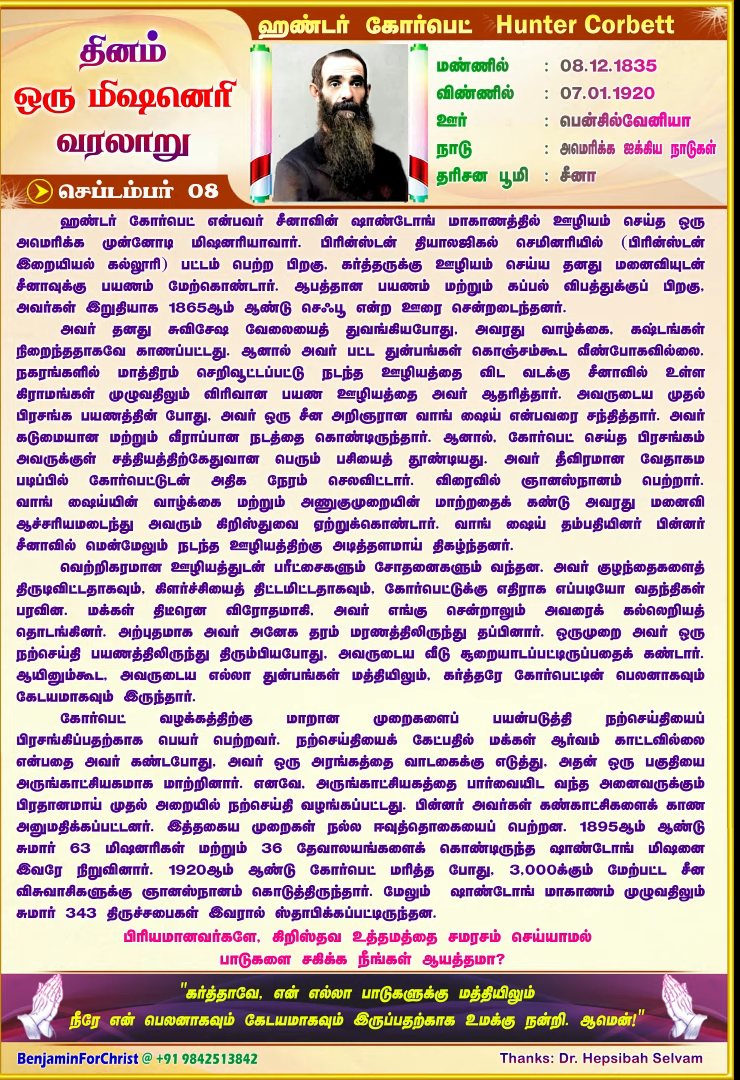 ஹண்டர் கோர்பெட் Hunter Corbett
தினம்
ஒரு மிஷனெரி
வரலாறு
செப்டம்பர் 08
மண்ணில் : 08.12.1835
விண்ணில் : 07.01.1920
ஊர் : பென்சில்வேனியா
நாடு : அமெரிக்க ஐக்கிய நாடுகள்
தரிசன பூமி : சீனா
ஹண்டர் கோர்பெட் என்பவர் சீனாவின் ஷாண்டோங் மாகாணத்தில் ஊழியம் செய்த ஒரு
அமெரிக்க முன்னோடி மிஷனரியாவார். பிரின்ஸ்டன் தியாலஜிகல் செமினரியில் (பிரின்ஸ்டன்
இறையியல் கல்லூரி) பட்டம் பெற்ற பிறகு, கர்த்தருக்கு ஊழியம் செய்ய தனது மனைவியுடன்
சீனாவுக்கு பயணம் மேற்கொண்டார். ஆபத்தான பயணம் மற்றும் கப்பல் விபத்துக்குப் பிறகு,
அவர்கள் இறுதியாக 1865ஆம் ஆண்டு செஃபூ என்ற ஊரை சென்றடைந்தனர்.
அவர் தனது சுவிசேஷ வேலையைத் துவங்கியபோது, அவரது வாழ்க்கை, கஷ்டங்கள்
நிறைந்ததாகவே காணப்பட்டது. ஆனால் அவர் பட்ட துன்பங்கள் கொஞ்சம்கூட வீண்போகவில்லை.
நகரங்களில் மாத்திரம் செறிவூட்டப்பட்டு நடந்த ஊழியத்தை விட வடக்கு சீனாவில் உள்ள
கிராமங்கள் முழுவதிலும் விரிவான பயண ஊழியத்தை அவர் ஆதரித்தார். அவருடைய முதல்
பிரசங்க பயணத்தின் போது, அவர் ஒரு சீன அறிஞரான வாங் ஷைய் என்பவரை சந்தித்தார். அவர்
கடுமையான மற்றும் வீராப்பான நடத்தை கொண்டிருந்தார். ஆனால், கோர்பெட் செய்த பிரசங்கம்
அவருக்குள் சத்தியத்திற்கேதுவான பெரும் பசியைத் தூண்டியது. அவர் தீவிரமான வேதாகம
படிப்பில் கோர்பெட்டுடன் அதிக நேரம் செலவிட்டார். விரைவில் ஞானஸ்நானம் பெற்றார்.
வாங் ஷைய்யின் வாழ்க்கை மற்றும் அணுகுமுறையின் மாற்றதைக் கண்டு அவரது மனைவி
ஆச்சரியமடைந்து அவரும் கிறிஸ்துவை ஏற்றுக்கொண்டார். வாங் ஷைய் தம்பதியினர் பின்னர்
சீனாவில் மென்மேலும் நடந்த ஊழியத்திற்கு அடித்தளமாய் திகழ்ந்தனர்.
வெற்றிகரமான ஊழியத்துடன் பரீட்சைகளும் சோதனைகளும் வந்தன. அவர் குழந்தைகளைத்
திருடிவிட்டதாகவும், கிளர்ச்சியைத் திட்டமிட்டதாகவும், கோர்பெட்டுக்கு எதிராக எப்படியோ வதந்திகள்
பரவின. மக்கள் திடீரென விரோதமாகி, அவர் எங்கு சென்றாலும் அவரைக் கல்லெறியத்
தொடங்கினர். அற்புதமாக அவர் அனேக தரம் மரணத்திலிருந்து தப்பினார். ஒருமுறை அவர் ஒரு
நற்செய்தி பயணத்திலிருந்து திரும்பியபோது, அவருடைய வீடு சூறையாடப்பட்டிருப்பதைக் கண்டார்.
ஆயினும்கூட, அவருடைய எல்லா துன்பங்கள் மத்தியிலும், கர்த்தரே கோர்பெட்டின் பெலனாகவும்
கேடயமாகவும் இருந்தார்.
கோர்பெட் வழக்கத்திற்கு மாறான முறைகளைப் பயன்படுத்தி நற்செய்தியைப்
பிரசங்கிப்பதற்காக பெயர் பெற்றவர். நற்செய்தியைக் கேட்பதில் மக்கள் ஆர்வம் காட்டவில்லை
என்பதை அவர் கண்டபோது, அவர் ஒரு அரங்கத்தை வாடகைக்கு எடுத்து, அதன் ஒரு பகுதியை
அருங்காட்சியகமாக மாற்றினார். எனவே, அருங்காட்சியகத்தை பார்வையிட வந்த அனைவருக்கும்
பிரதானமாய் முதல் அறையில் நற்செய்தி வழங்கப்பட்டது. பின்னர் அவர்கள் கண்காட்சிகளைக் காண
அனுமதிக்கப்பட்டனர். இத்தகைய முறைகள் நல்ல ஈவுத்தொகையைப் பெற்றன. 1895ஆம் ஆண்டு
சுமார் 63 மிஷனரிகள் மற்றும் 36 தேவாலயங்களைக் கொண்டிருந்த ஷாண்டோங் மிஷனை
இவரே நிறுவினார். 1920ஆம் ஆண்டு கோர்பெட் மரித்த போது, 3,000க்கும் மேற்பட்ட சீன
விசுவாசிகளுக்கு ஞானஸ்நானம் கொடுத்திருந்தார். மேலும் ஷாண்டோங் மாகாணம் முழுவதிலும்
சுமார் 343 திருச்சபைகள் இவரால் ஸ்தாபிக்கப்பட்டிருந்தன.
பிரியமானவர்களே, கிறிஸ்தவ உத்தமத்தை சமரசம் செய்யாமல்
பாடுகளை சகிக்க நீங்கள் ஆயத்தமா?
"கர்த்தாவே, என் எல்லா பாடுகளுக்கு மத்தியிலும்
நீரே என் பெலனாகவும் கேடயமாகவும் இருப்பதற்காக உமக்கு நன்றி. ஆமென்!"
BenjaminForChrist @ +91 9842513842
Thanks: Dr. Hepsibah Selvam